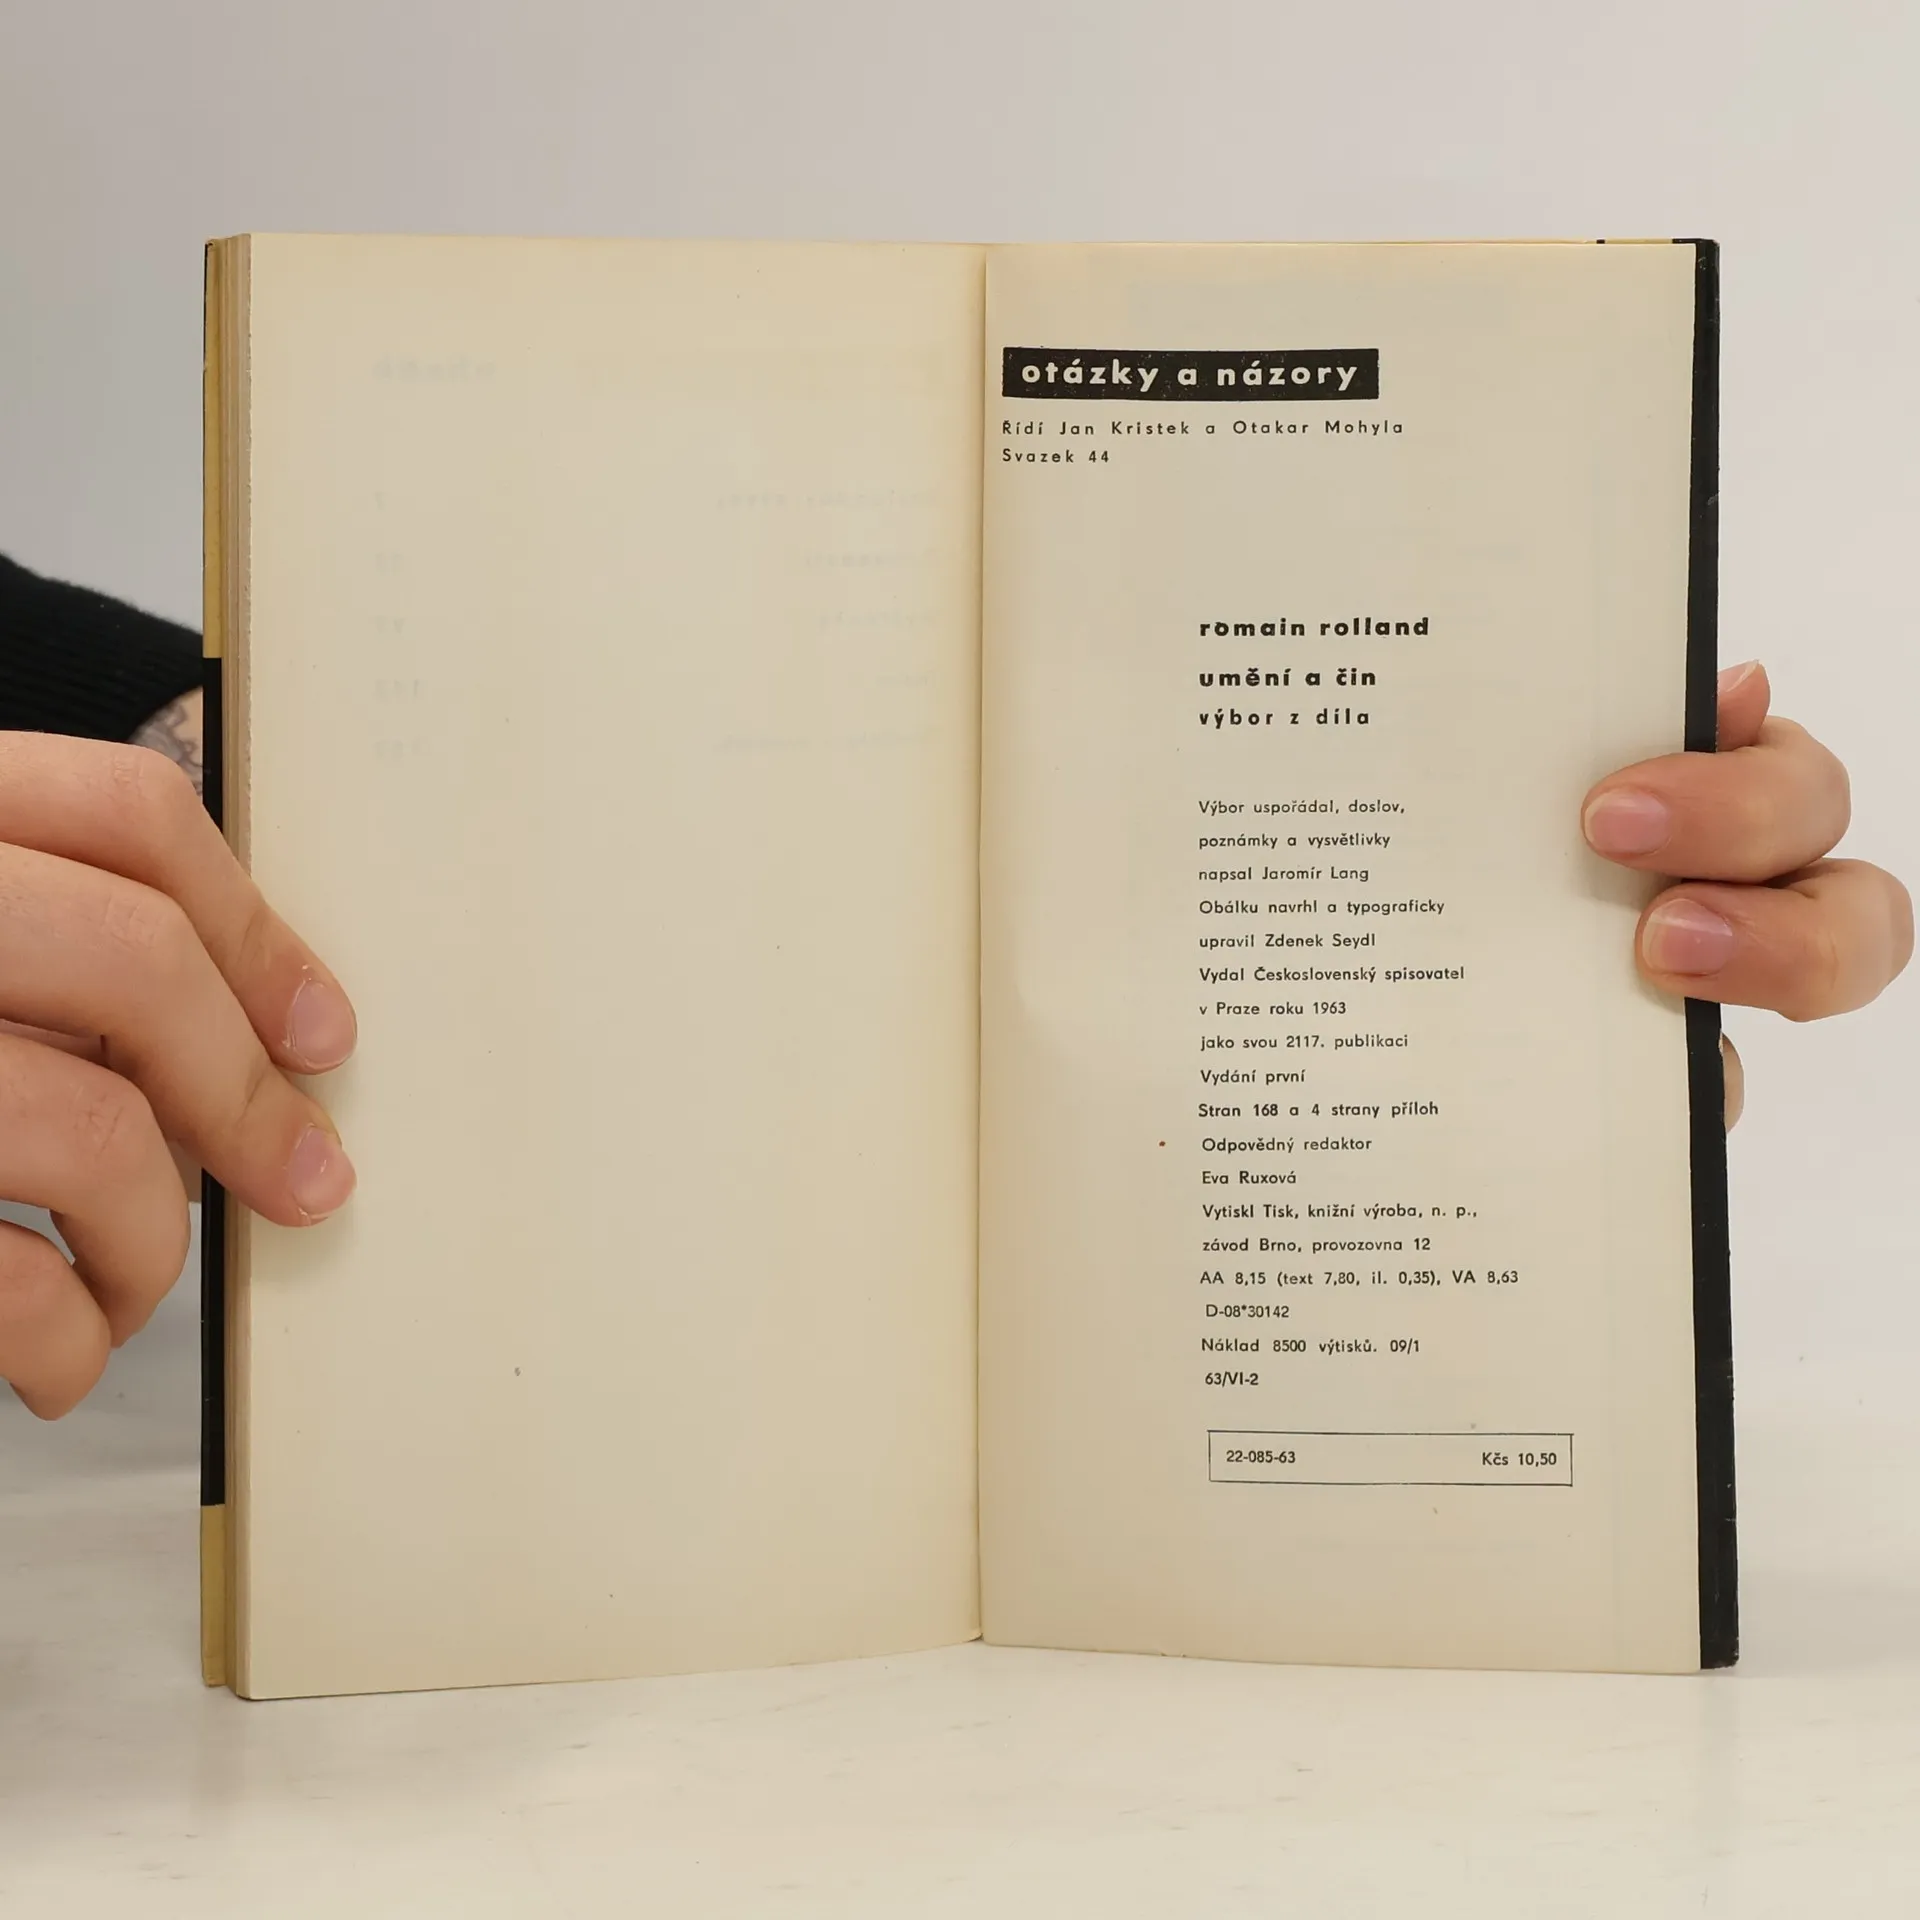 otázky a názory
Řídí Jan Kristek a Otakar Mohyla
Svazek 44
romain rolland
umění a čin
výbor z díla
Výbor uspořádal, doslov,
poznámky a vysvětlivky
napsal Jaromír Lang
Obálku navrhl a typograficky
upravil Zdenek Seydl
Vydal Československý spisovatel
v Praze roku 1963
jako svou 2117. publikaci
Vydání první
Stran 168 a 4 strany příloh
Odpovědný redaktor
Eva Ruxová
Vytiskl Tisk, knižní výroba, n. p.,
závod Brno, provozovna 12
AA 8,15 (text 7,80, il. 0,35), VA 8,63
D-08*30142
Náklad 8500 výtisků. 09/1
63/VI-2
22-085-63 Kčs 10,50